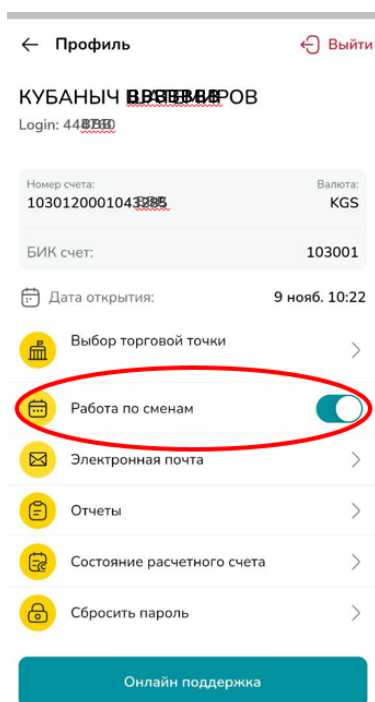 Профиль
Выйти
КУБАНЫЧ
Login:
Номер счета:
Валюта:
KGS
БИК счет:
103001
Дата открытия:
9 нояб. 10:22
Выбор торговой точки
Работа по сменам
Электронная почта
Отчеты
Состояние расчетного счета
Сбросить пароль
Онлайн поддержка